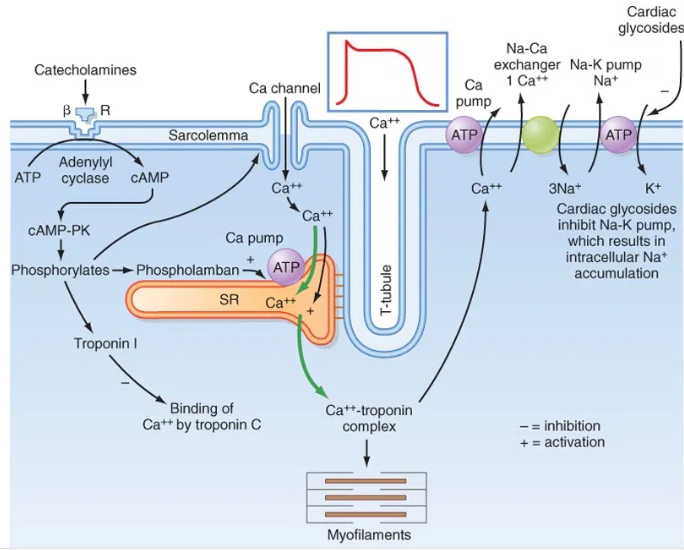 Cardiac
glycosides
Catecholamines
β R
Ca channel
Ca pump
Na-Ca
exchanger
1 Ca⁺⁺
Na-K pump
Na⁺
–
Sarcolemma
Ca⁺⁺
ATP
ATP
ATP
Adenylyl
cyclase
cAMP
Ca⁺⁺
Ca⁺⁺
Ca⁺⁺
3Na⁺
K⁺
cAMP-PK
Cardiac glycosides
inhibit Na-K pump,
which results in
intracellular Na⁺
accumulation
Ca pump
Phosphorylates
Phospholamban
+
ATP
SR
Ca⁺⁺
+
T-tubule
Troponin I
–
Binding of
Ca⁺⁺ by troponin C
Ca⁺⁺-troponin
complex
– = inhibition
+ = activation
Myofilaments